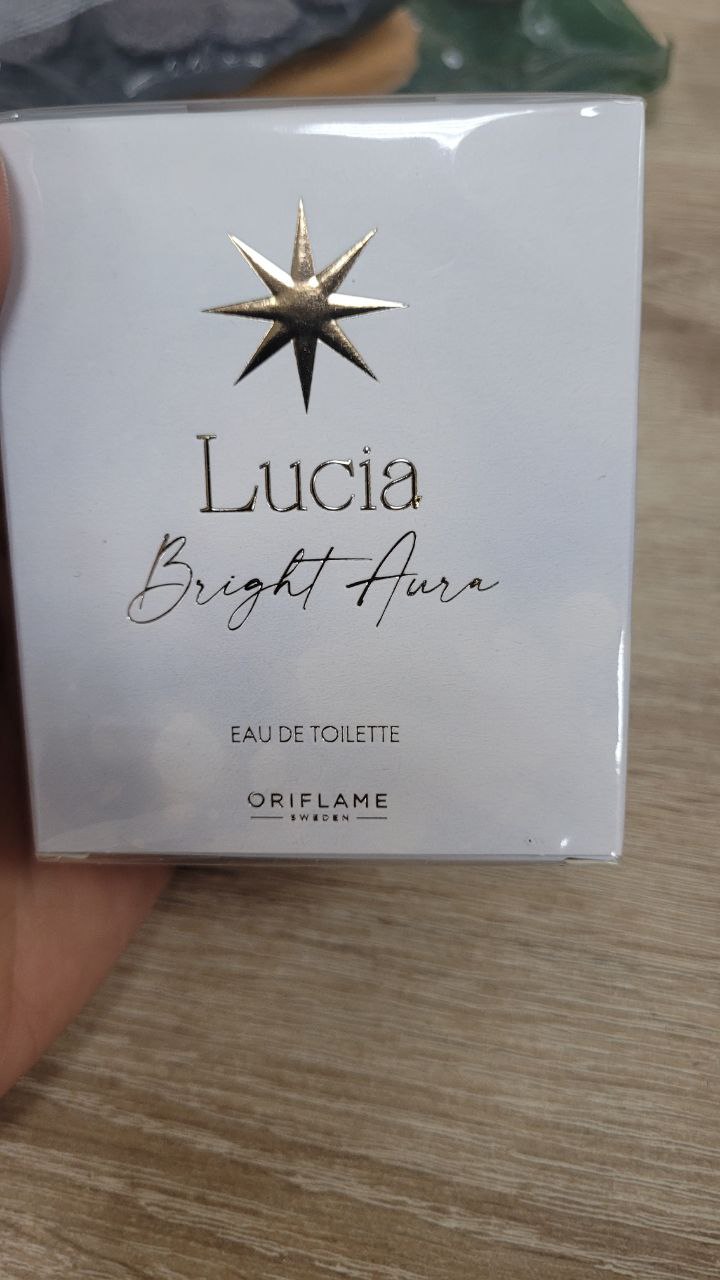 Lucia
Bright Aura
EAU DE TOILETTE
ORIFLAME
SWEDEN